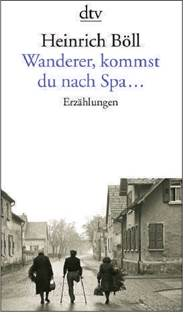 dtv
Heinrich Böll
Wanderer, kommst
du nach Spa…
Erzählungen